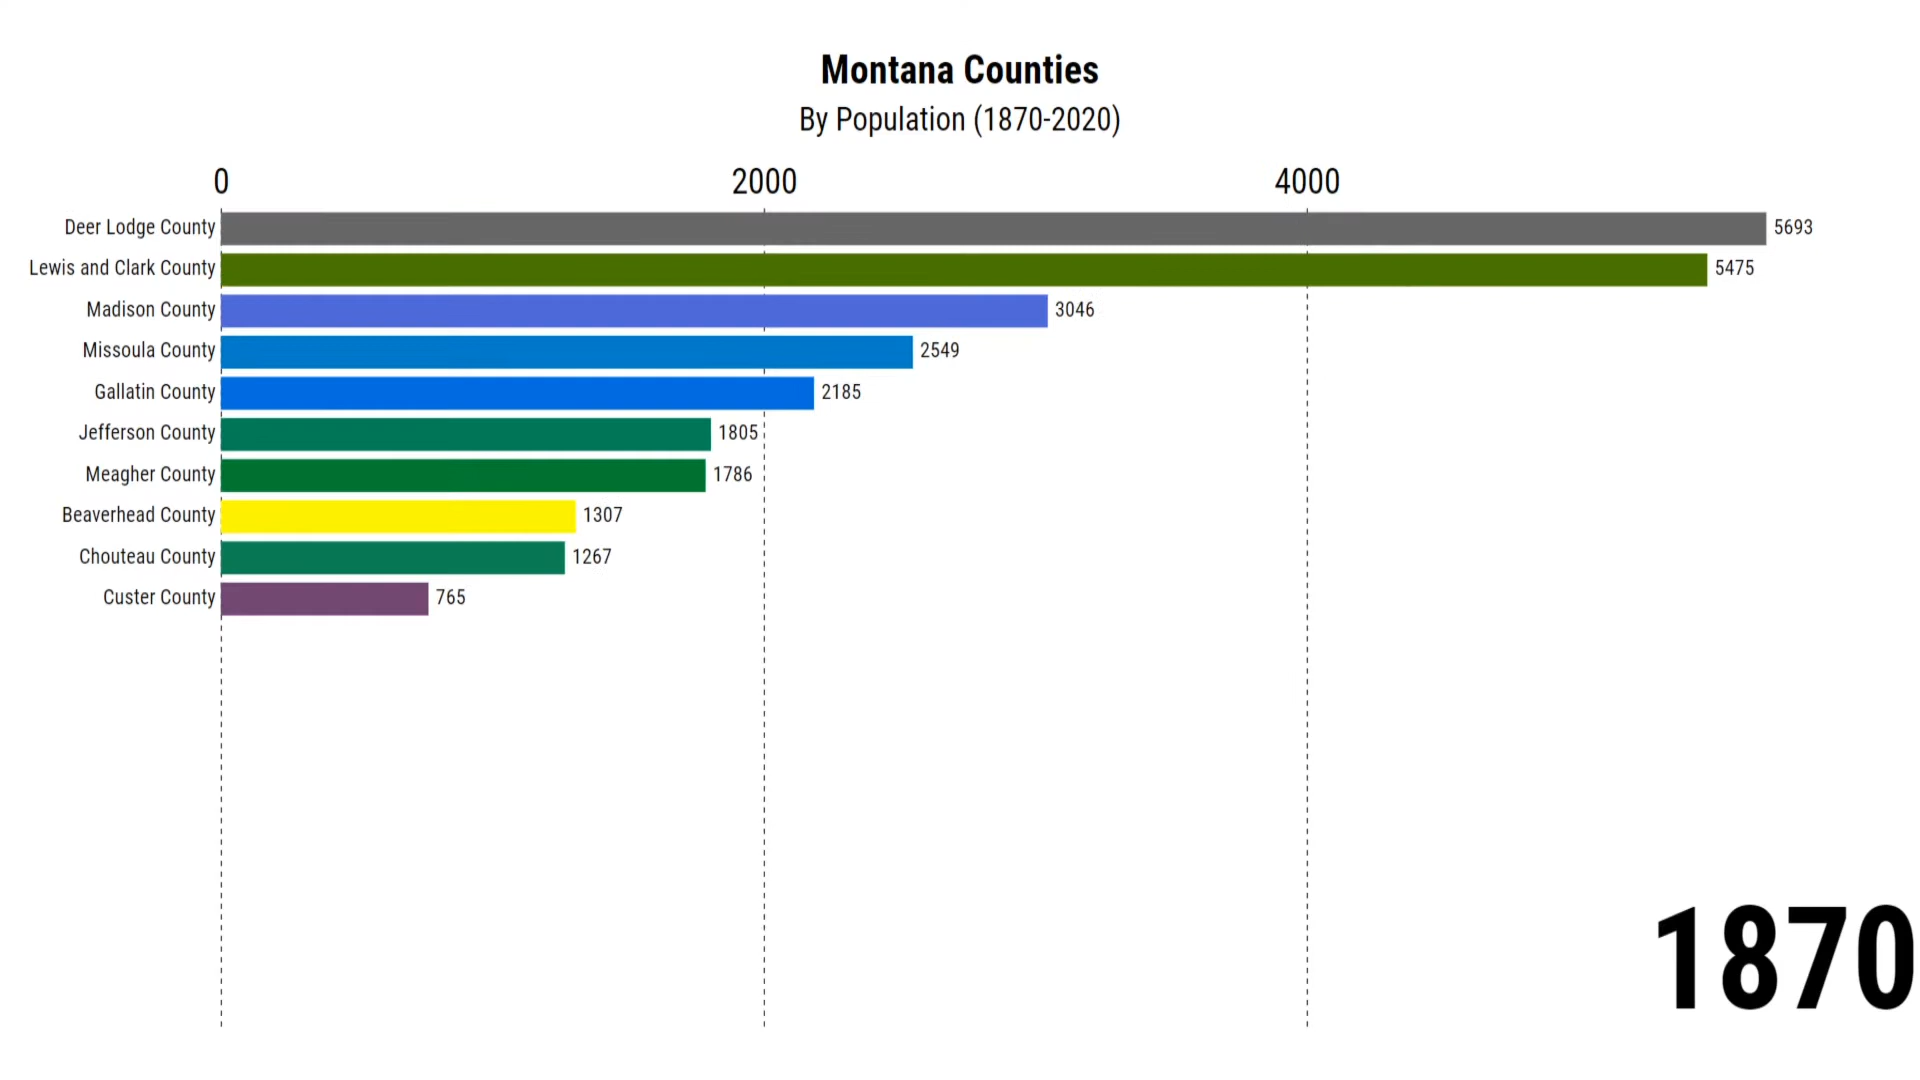 Montana Counties
By Population (1870-2020)
0 2000 4000
Deer Lodge County 5693
Lewis and Clark County 5475
Madison County 3046
Missoula County 2549
Gallatin County 2185
Jefferson County 1805
Meagher County 1786
Beaverhead County 1307
Chouteau County 1267
Custer County 765
1870